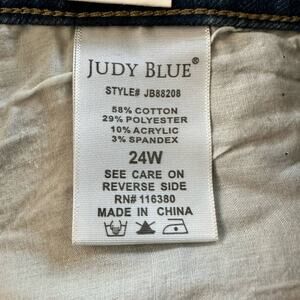 JUDY BLUE®
STYLE# JB88208
58% COTTON
29% POLYESTER
10% ACRYLIC
3% SPANDEX
24W
SEE CARE ON
REVERSE SIDE
RN# 116380
MADE IN CHINA